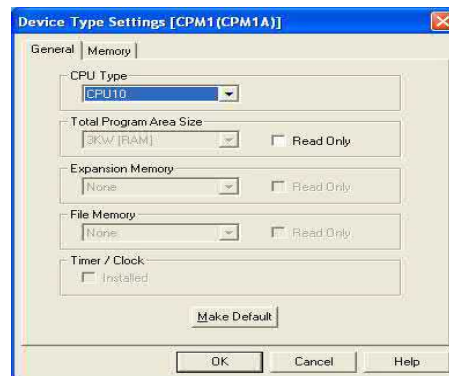 Device Type Settings [CPM1(CPM1A)]
General Memory
CPU Type
CPU10
Total Program Area Size
3KW [RAM] Read Only
Expansion Memory
None Read Only
File Memory
None Read Only
Timer / Clock
Installed
Make Default
OK Cancel Help